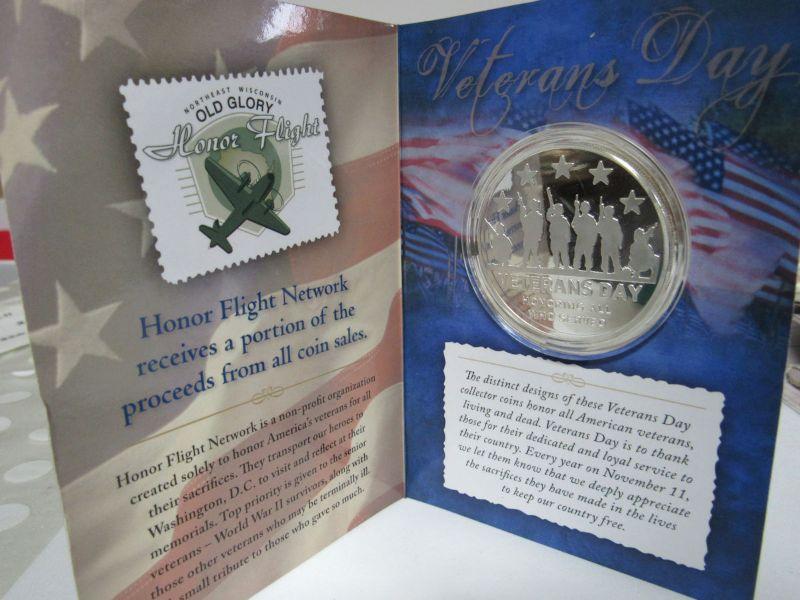 NORTHEAST WISCONSIN
OLD GLORY
Honor Flight
Honor Flight Network
receives a portion of the
proceeds from all coin sales.
Honor Flight Network is a non-profit organization
created solely to honor America's veterans for all
their sacrifices. They transport our heroes to
Washington, D.C. to visit and reflect at their
memorials. Top priority is given to the senior
veterans – World War II survivors, along with
those other veterans who may be terminally ill.
small tribute to those who gave so much.
Veterans Day
VETERANS DAY
HONORING ALL
WHO SERVED
The distinct designs of these Veterans Day
collector coins honor all American veterans,
living and dead. Veterans Day is to thank
those for their dedicated and loyal service to
their country. Every year on November 11,
we let them know that we deeply appreciate
the sacrifices they have made in the lives
to keep our country free.